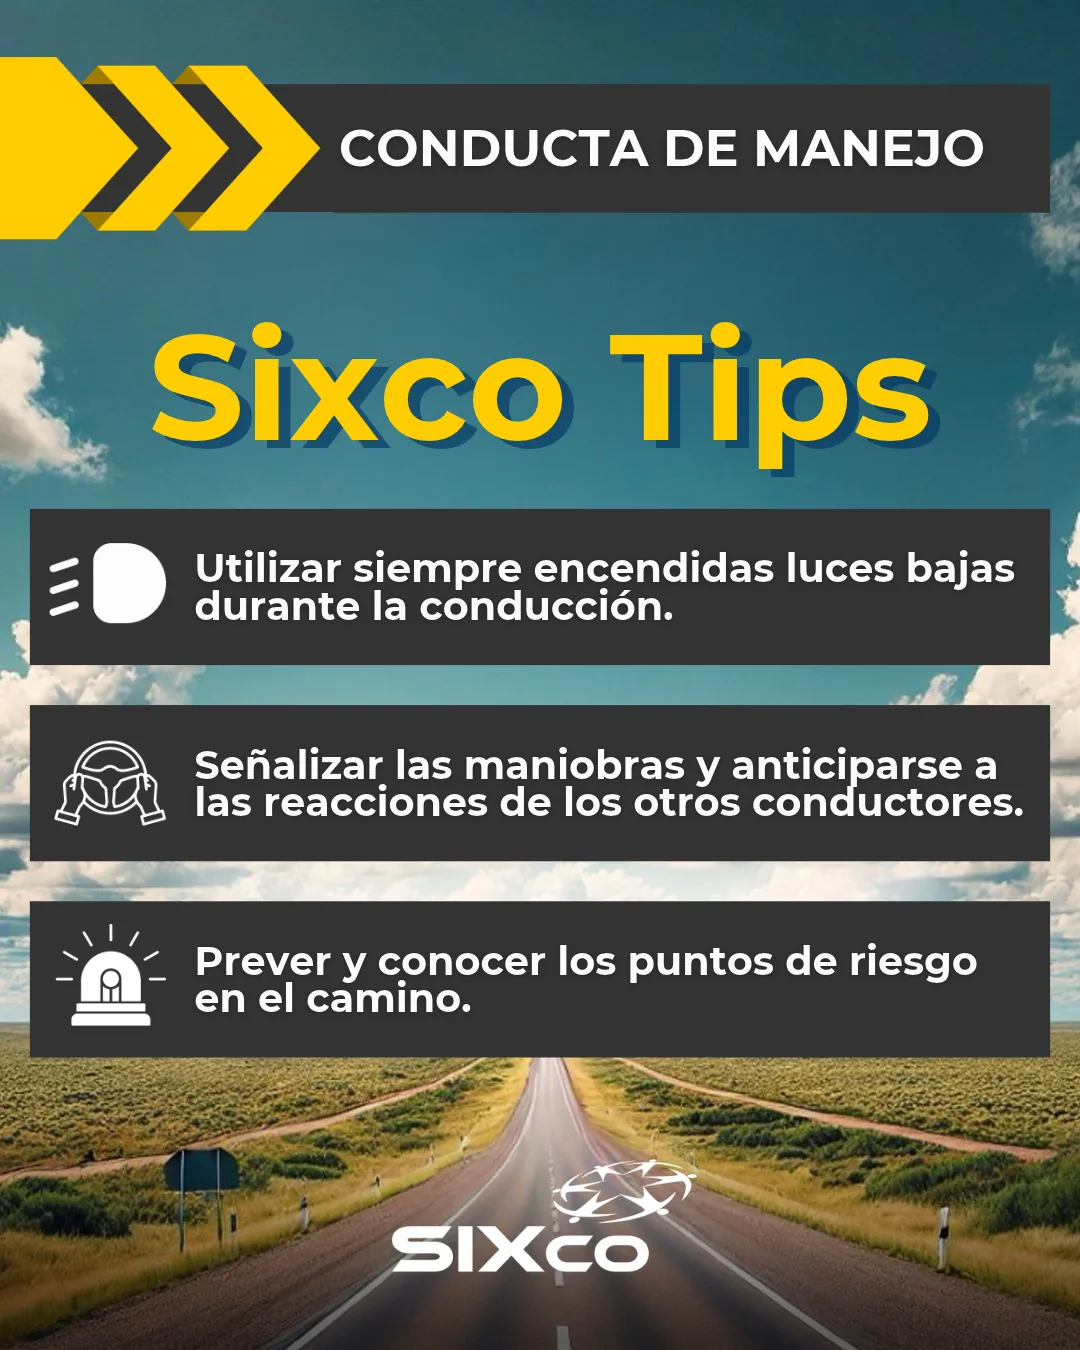 CONDUCTA DE MANEJO
Sixco Tips
Utilizar siempre encendidas luces bajas
durante la conducción.
Señalizar las maniobras y anticiparse a
las reacciones de los otros conductores.
Prever y conocer los puntos de riesgo
en el camino.
SIXco